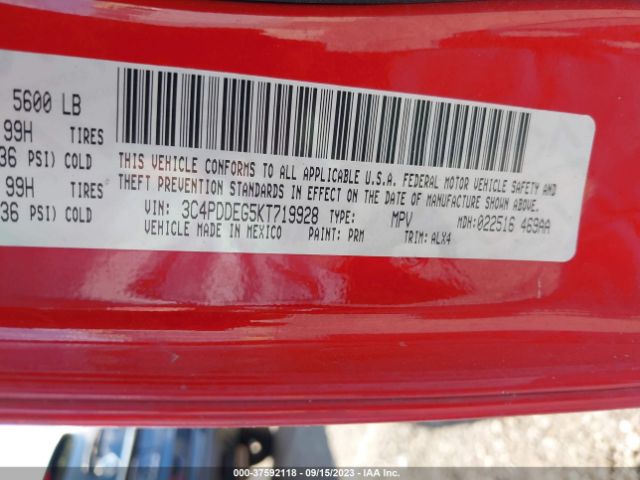 5600 LB
99H TIRES
36 PSI) COLD
99H TIRES
36 PSI) COLD
THIS VEHICLE CONFORMS TO ALL APPLICABLE U.S.A. FEDERAL MOTOR VEHICLE SAFETY AND
THEFT PREVENTION STANDARDS IN EFFECT ON THE DATE OF MANUFACTURE SHOWN ABOVE.
VIN: 3C4PDDEG5KT719928 TYPE: MPV MDH:022516 469AA
VEHICLE MADE IN MEXICO PAINT: PRM TRIM: ALX4
000-37592118 - 09/15/2023 - IAA Inc.